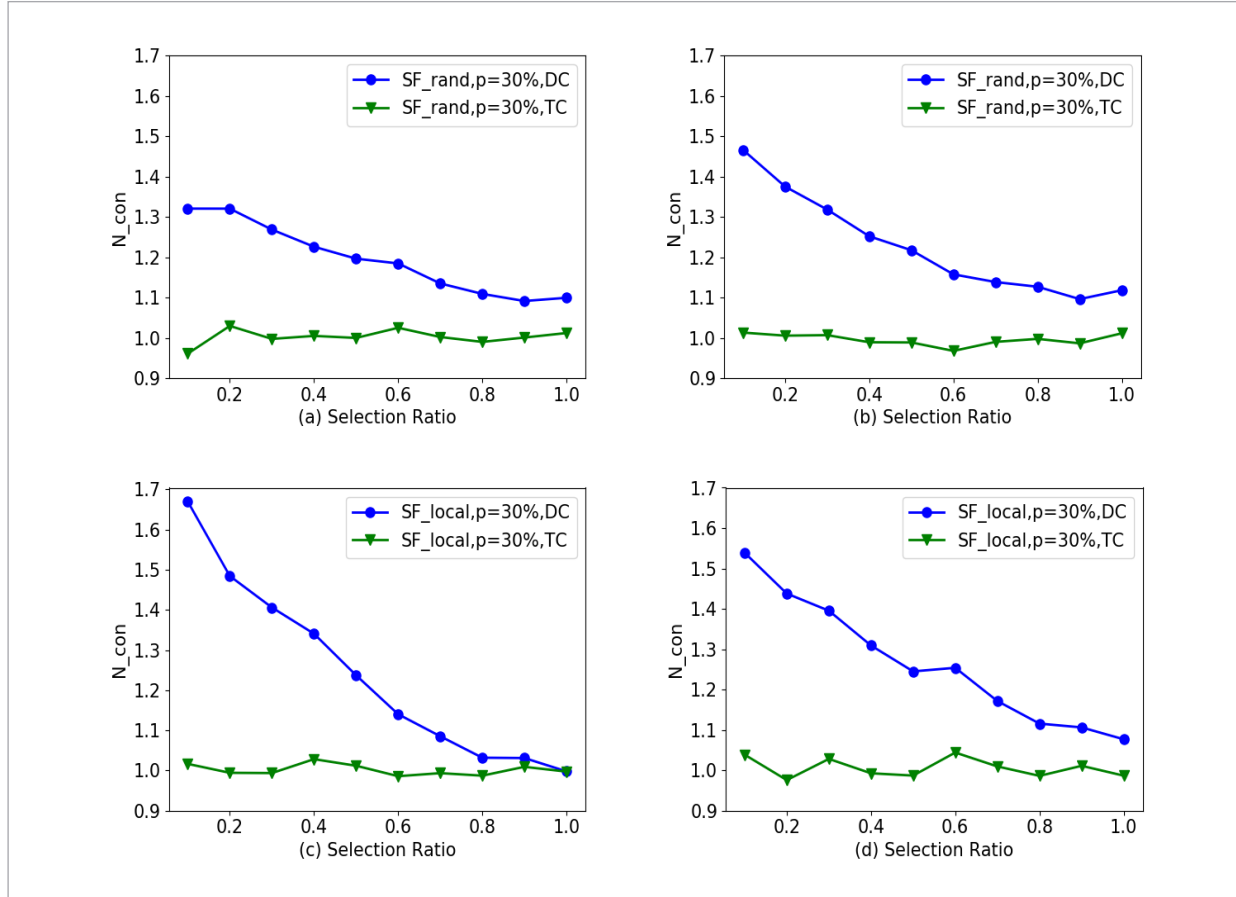 1.7
1.6
1.5
1.4
1.3
1.2
1.1
1.0
0.9
N_con
SF_rand,p=30%,DC
SF_rand,p=30%,TC
0.2 0.4 0.6 0.8 1.0
(a) Selection Ratio
1.7
1.6
1.5
1.4
1.3
1.2
1.1
1.0
0.9
N_con
SF_rand,p=30%,DC
SF_rand,p=30%,TC
0.2 0.4 0.6 0.8 1.0
(b) Selection Ratio
1.7
1.6
1.5
1.4
1.3
1.2
1.1
1.0
0.9
N_con
SF_local,p=30%,DC
SF_local,p=30%,TC
0.2 0.4 0.6 0.8 1.0
(c) Selection Ratio
1.7
1.6
1.5
1.4
1.3
1.2
1.1
1.0
0.9
N_con
SF_local,p=30%,DC
SF_local,p=30%,TC
0.2 0.4 0.6 0.8 1.0
(d) Selection Ratio